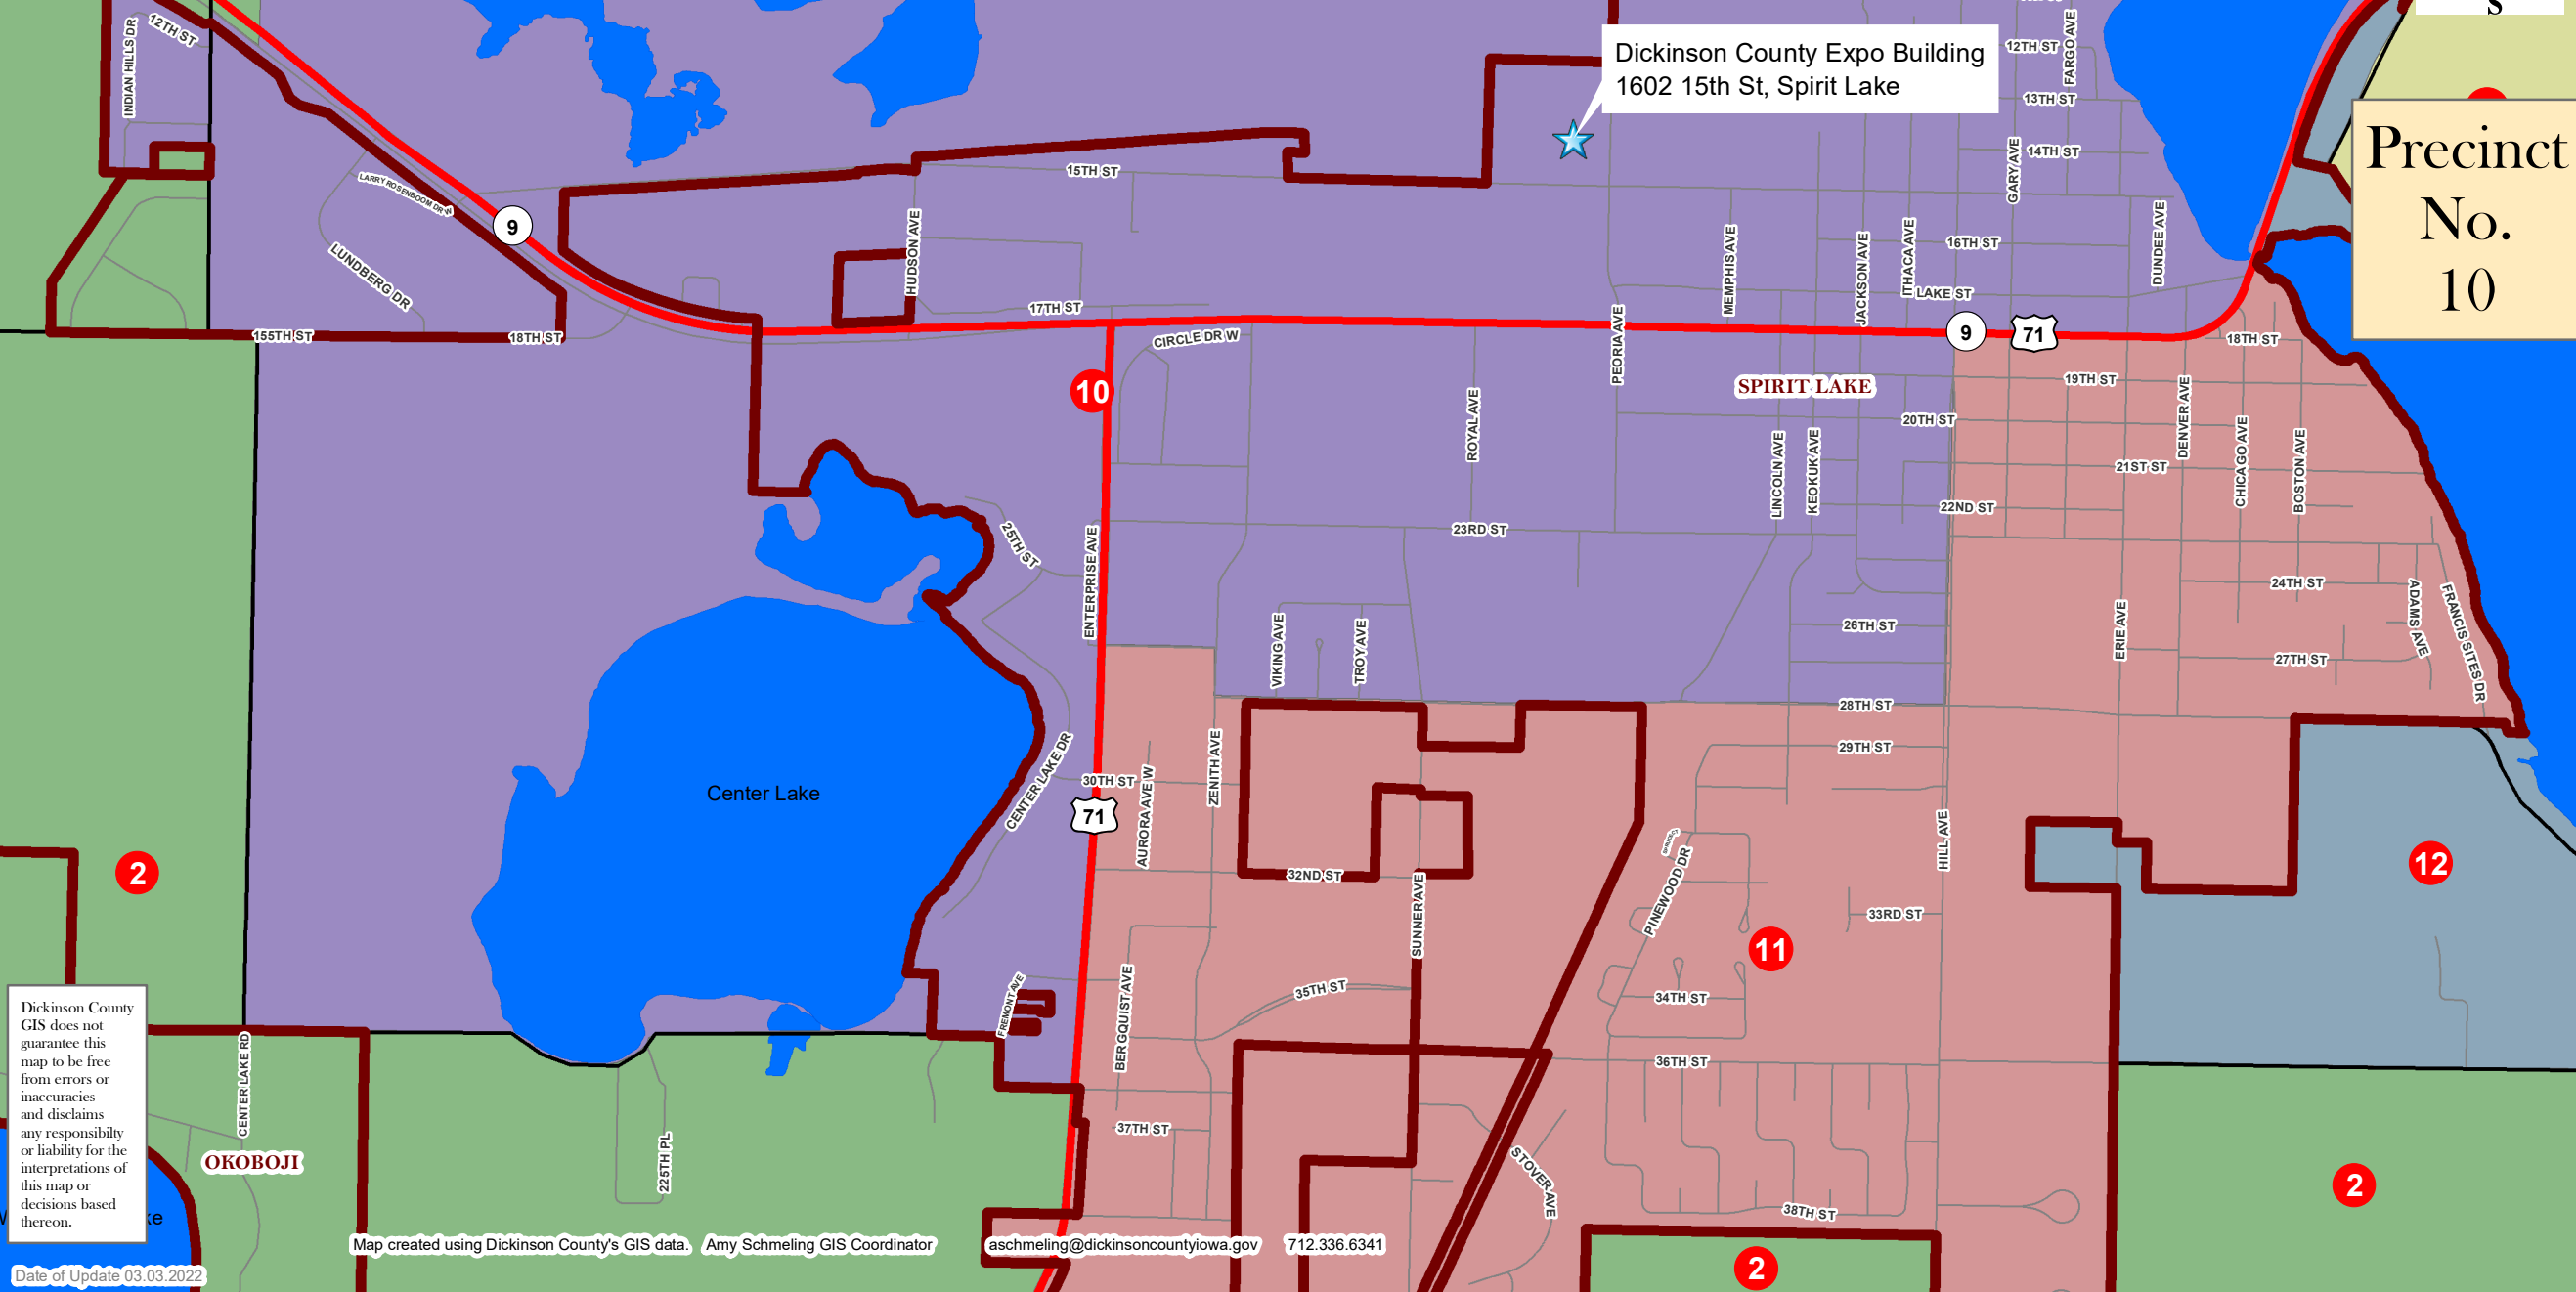 s
INDIAN HILLS DR
12TH ST
Dickinson County Expo Building
1602 15th St, Spirit Lake
12TH ST
FARGO AVE
13TH ST
14TH ST
GARY AVE
Precinct
No.
10
15TH ST
LARRY ROSENBOOM DR W
9
LUNDBERG DR
HUDSON AVE
17TH ST
MEMPHIS AVE
JACKSON AVE
ITHACA AVE
16TH ST
DUNDEE AVE
LAKE ST
155TH ST
18TH ST
CIRCLE DR W
PEORIA AVE
9
71
18TH ST
10
SPIRIT LAKE
19TH ST
ROYAL AVE
20TH ST
DENVER AVE
CHICAGO AVE
BOSTON AVE
LINCOLN AVE
KEOKUK AVE
21ST ST
22ND ST
23RD ST
25TH ST
ENTERPRISE AVE
24TH ST
ADAMS AVE
FRANCIS SITES DR
VIKING AVE
TROY AVE
26TH ST
ERIE AVE
27TH ST
28TH ST
29TH ST
CENTER LAKE DR
30TH ST
AURORA AVE W
ZENITH AVE
Center Lake
71
HILL AVE
2
32ND ST
PINEWOOD DR
12
SUNNER AVE
33RD ST
11
FREMONT AVE
BERGQUIST AVE
35TH ST
34TH ST
Dickinson County
GIS does not
guarantee this
map to be free
from errors or
inaccuracies
and disclaims
any responsibilty
or liability for the
interpretations of
this map or
decisions based
thereon.
CENTER LAKE RD
36TH ST
37TH ST
OKOBOJI
225TH PL
STOVER AVE
2
38TH ST
Map created using Dickinson County's GIS data. Amy Schmeling GIS Coordinator aschmeling@dickinsoncountyiowa.gov 712.336.6341
2
Date of Update 03.03.2022